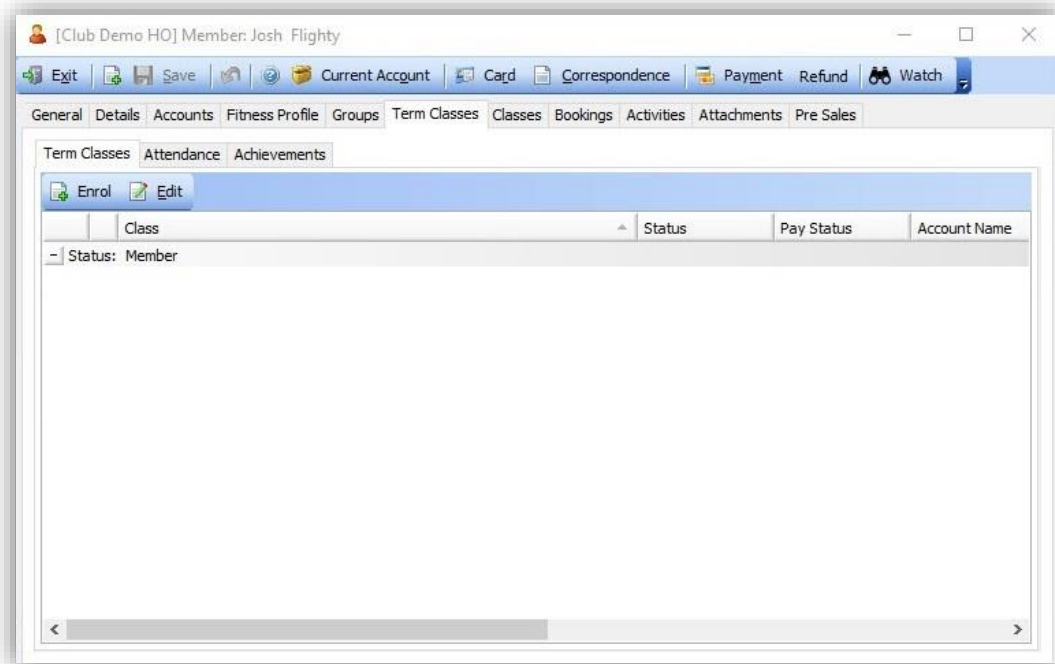 [Club Demo HO] Member: Josh Flighty
Exit Save Current Account Card Correspondence Payment Refund Watch
General Details Accounts Fitness Profile Groups Term Classes Classes Bookings Activities Attachments Pre Sales
Term Classes Attendance Achievements
Enrol Edit
Class Status Pay Status Account Name
Status: Member